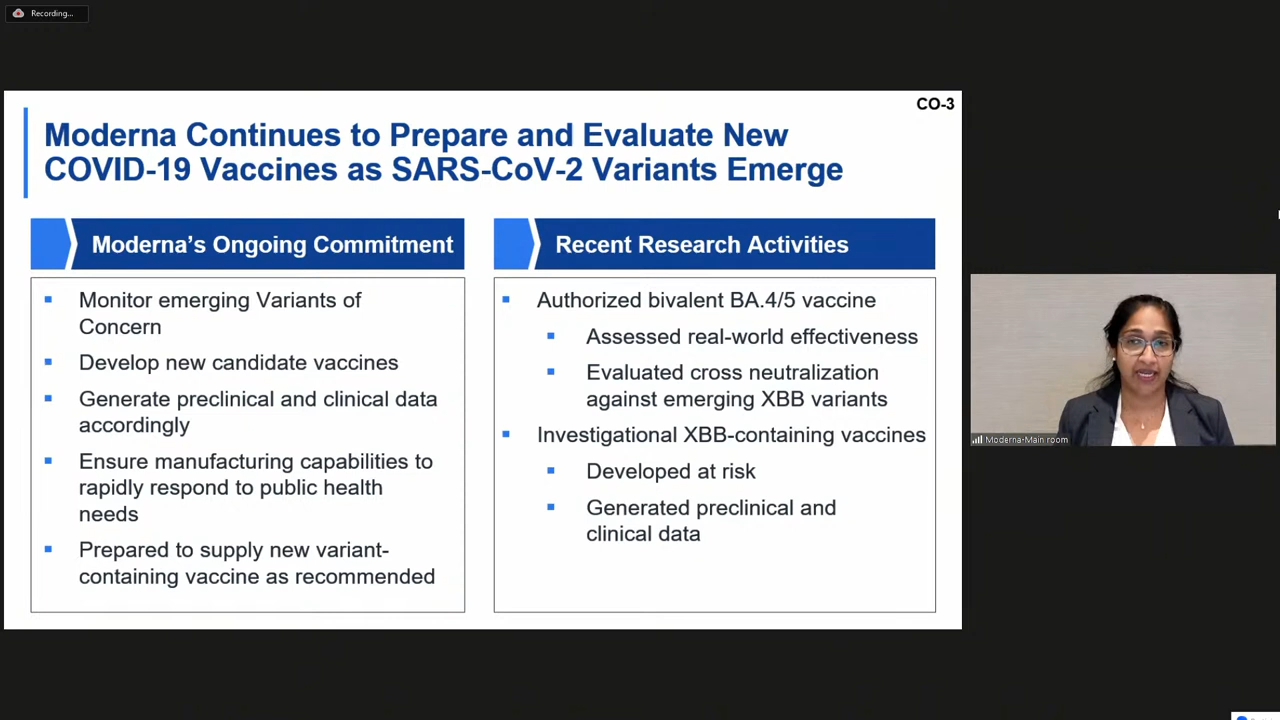 Recording...
CO-3
Moderna Continues to Prepare and Evaluate New
COVID-19 Vaccines as SARS-CoV-2 Variants Emerge
Moderna’s Ongoing Commitment
Monitor emerging Variants of
Concern
Develop new candidate vaccines
Generate preclinical and clinical data
accordingly
Ensure manufacturing capabilities to
rapidly respond to public health
needs
Prepared to supply new variant-
containing vaccine as recommended
Recent Research Activities
Authorized bivalent BA.4/5 vaccine
Assessed real-world effectiveness
Evaluated cross neutralization
against emerging XBB variants
Investigational XBB-containing vaccines
Developed at risk
Generated preclinical and
clinical data
Moderna-Main room